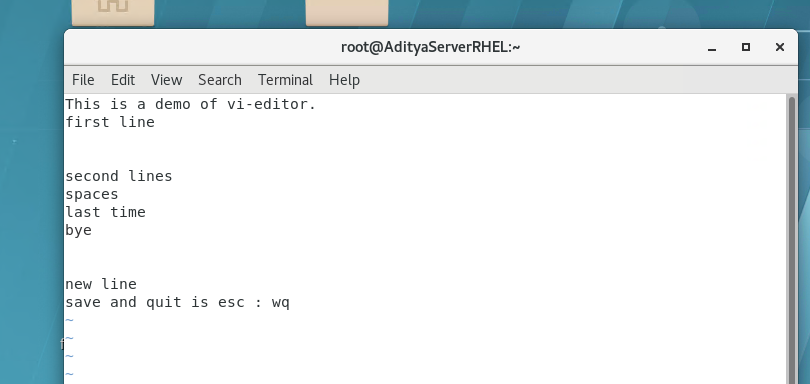 root@AdityaServerRHEL:~
File Edit View Search Terminal Help
This is a demo of vi-editor.
first line
second lines
spaces
last time
bye
new line
save and quit is esc : wq
~
~
~
~